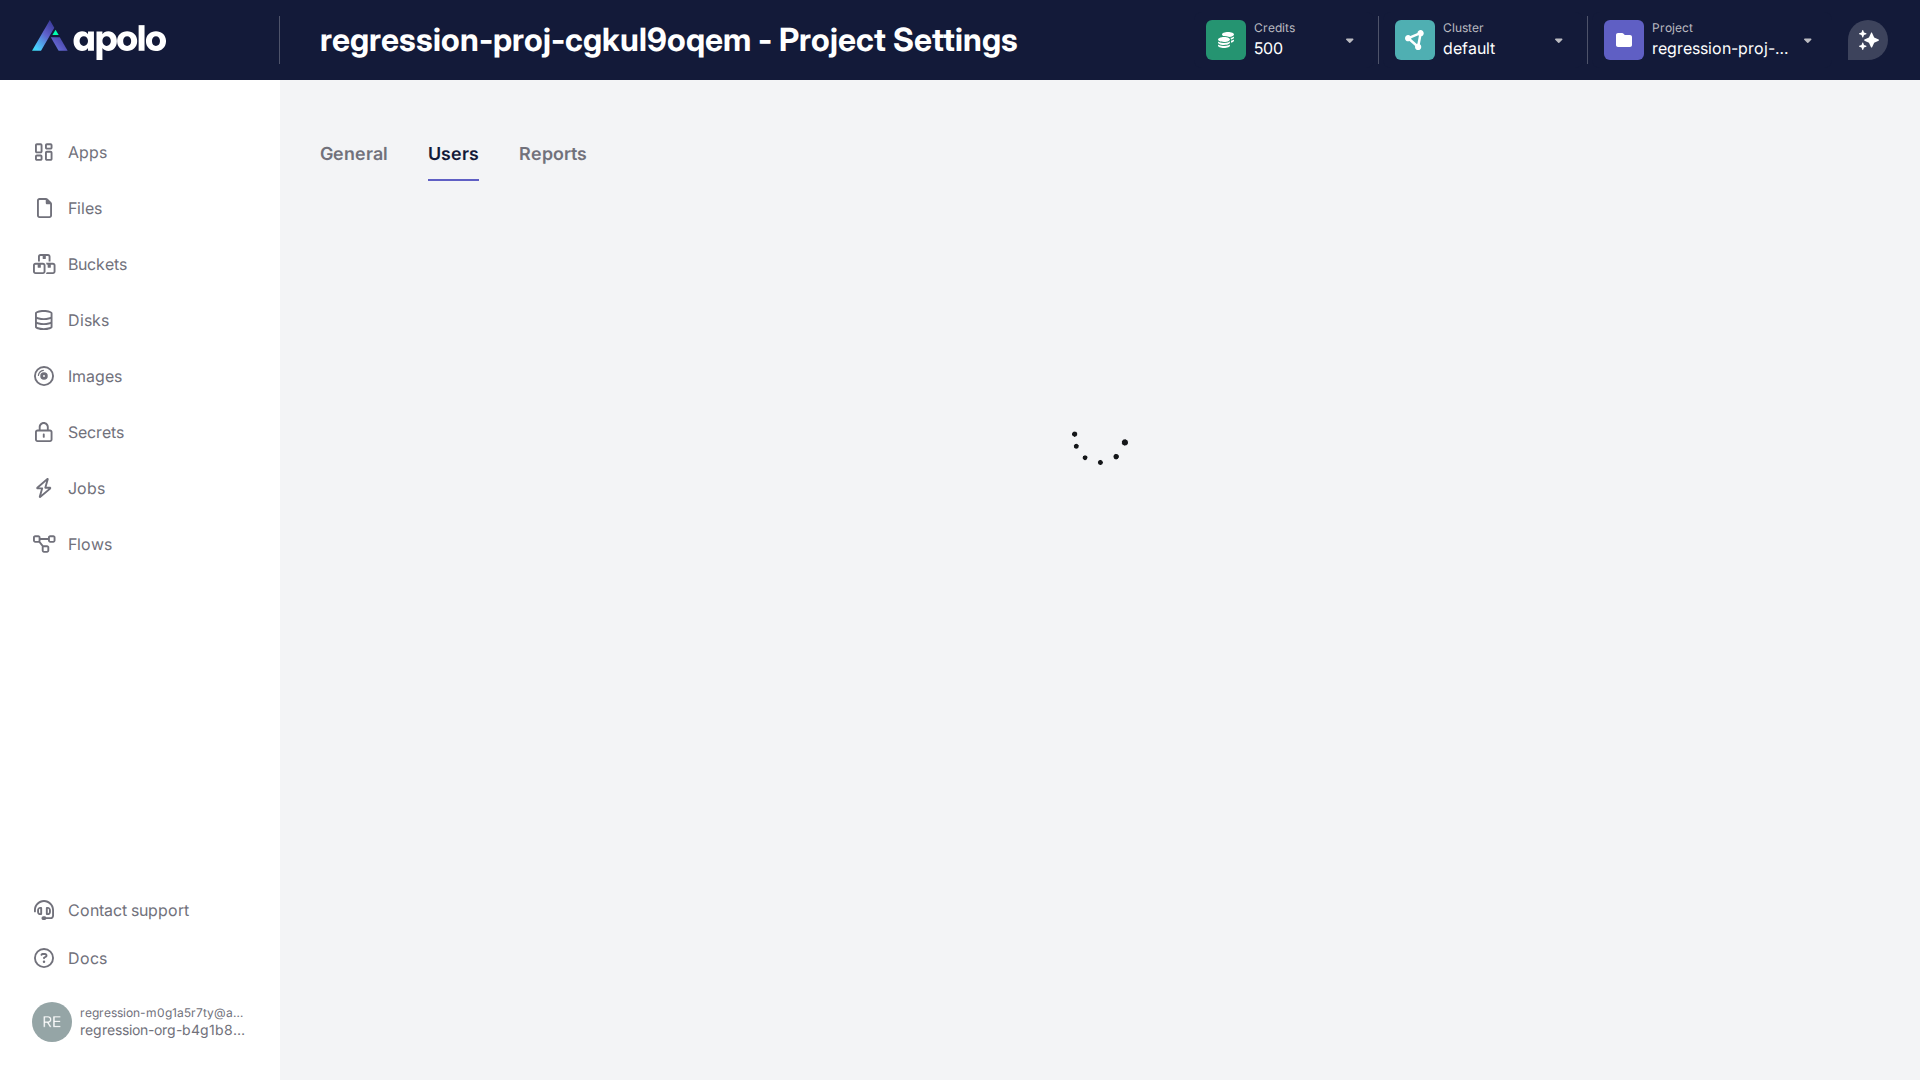 apolo
regression-proj-cgkul9oqem - Project Settings
Credits
500
Cluster
default
Project
regression-proj-...
General
Users
Reports
Apps
Files
Buckets
Disks
Images
Secrets
Jobs
Flows
Contact support
Docs
RE
regression-m0g1a5r7ty@a...
regression-org-b4g1b8...